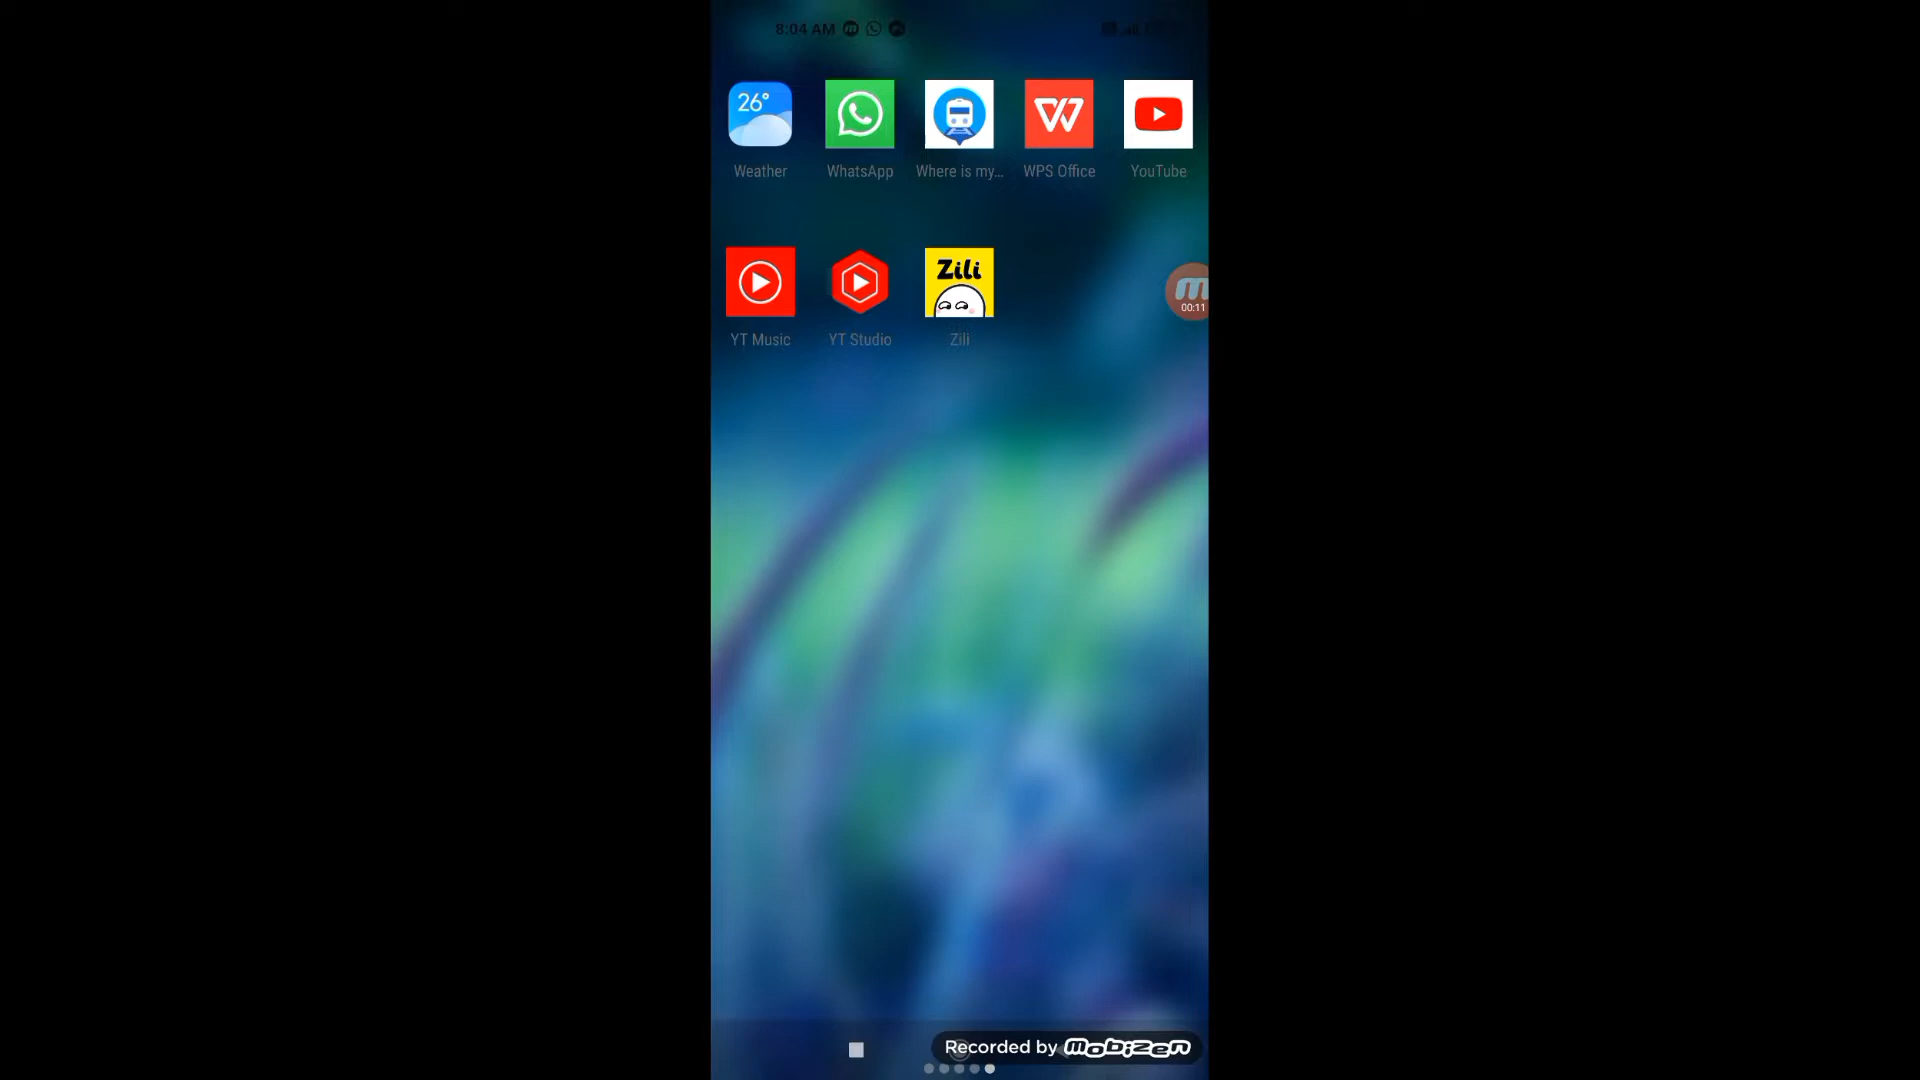 8:04 AM
26°
Weather
WhatsApp
Where is my...
WPS Office
YouTube
Zili
00:11
YT Music
YT Studio
Zili
Recorded by mobizen